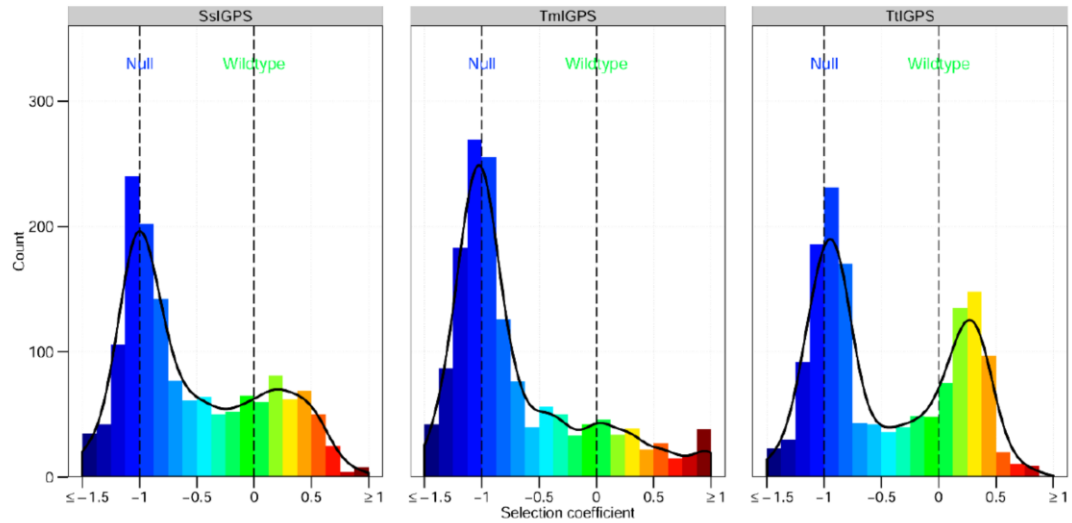 SsIGPS TmIGPS TtIGPS
Null Wildtype Null Wildtype Null Wildtype
300
200
100
0
Count
≤ −1.5 −1 −0.5 0 0.5 ≥ 1 ≤ −1.5 −1 −0.5 0 0.5 ≥ 1 ≤ −1.5 −1 −0.5 0 0.5 ≥ 1
Selection coefficient